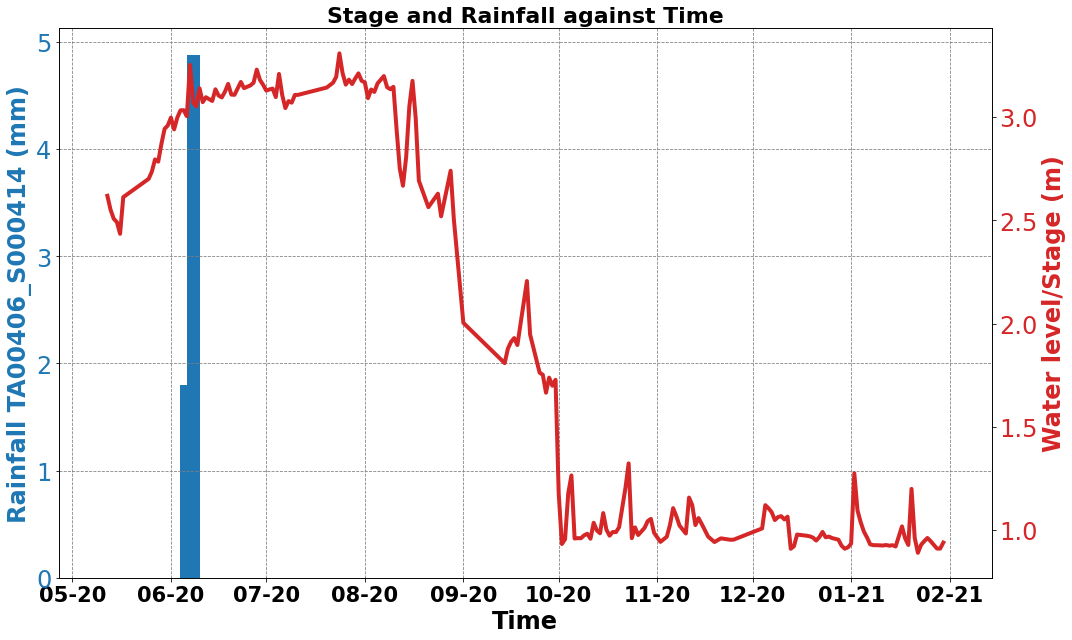 Stage and Rainfall against Time
Rainfall TA00406_S000414 (mm)
5
4
3
2
1
0
3.0
2.5
2.0
1.5
1.0
Water level/Stage (m)
05-20 06-20 07-20 08-20 09-20 10-20 11-20 12-20 01-21 02-21
Time